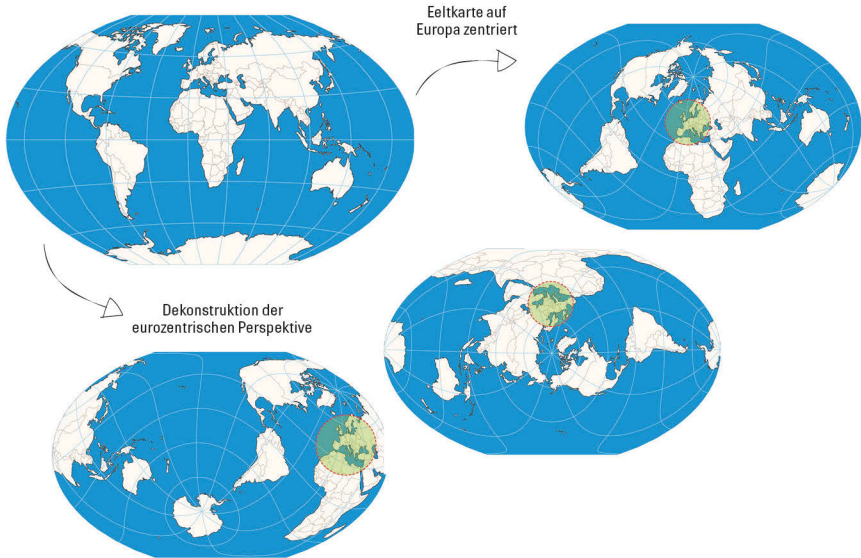 Eeltkarte auf
Europa zentriert
Dekonstruktion der
eurozentrischen Perspektive